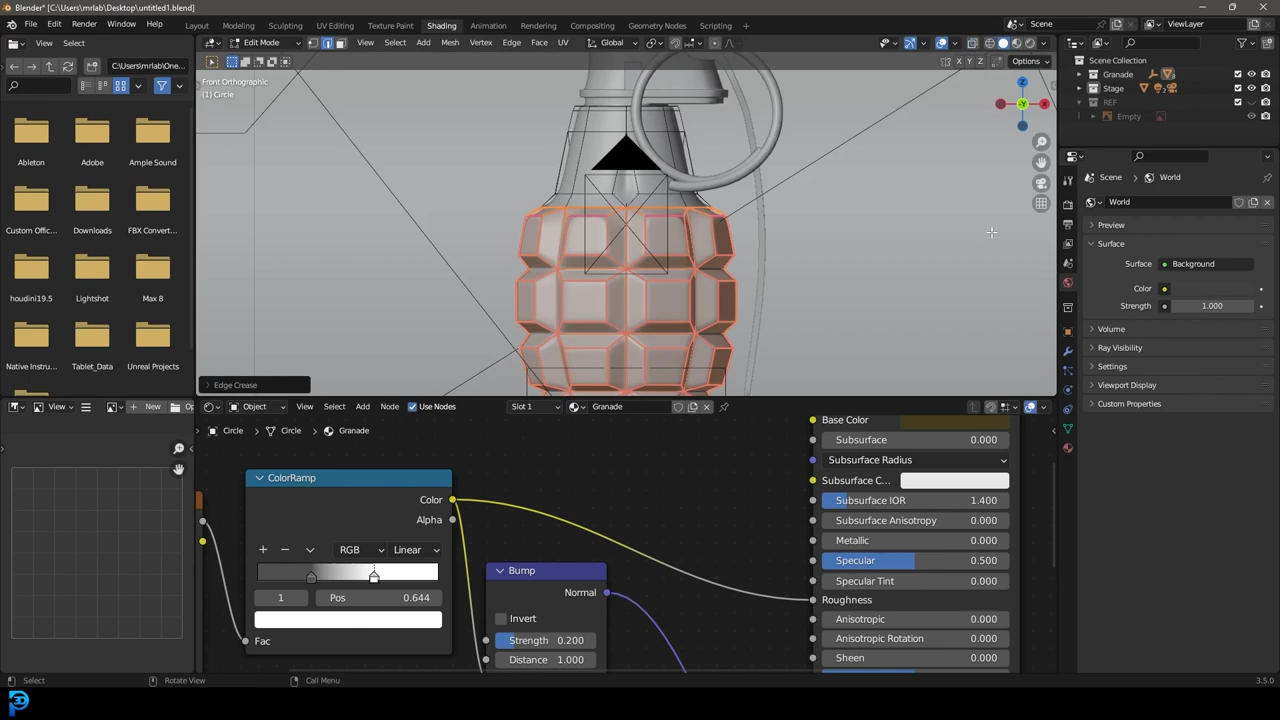 Blender* [C:\Users\mrlab\Desktop\untitled1.blend]
File Edit Render Window Help Layout Modeling Sculpting UV Editing Texture Paint Shading Animation Rendering Compositing Geometry Nodes Scripting Scene ViewLayer
View Select Edit Mode View Select Add Mesh Vertex Edge Face UV Global
C:\Users\mrlab\One... X Y Z Options Scene Collection
Front Orthographic Granade
(1) Circle Stage
REF
Empty
Z
-Y
X
Ableton Adobe Ample Sound
Scene World
World
Custom Offic... Downloads FBX Convert...
Preview
Surface
Surface Background
Color
houdini19.5 Lightshot Max 8
Strength 1.000
Volume
Ray Visibility
Native Instru... Tablet_Data Unreal Projects
Settings
Edge Crease
Viewport Display
Custom Properties
View New Op Object View Select Add Node Use Nodes Slot 1 Granade
Circle Circle Granade
Base Color
Subsurface 0.000
Subsurface Radius
ColorRamp
Subsurface C...
Color
Subsurface IOR 1.400
Alpha
Subsurface Anisotropy 0.000
Metallic 0.000
RGB Linear
Specular 0.500
Bump
Specular Tint 0.000
Normal
1 Pos 0.644
Roughness
Invert
Anisotropic 0.000
Fac
Strength 0.200
Anisotropic Rotation 0.000
Distance 1.000
Sheen 0.000
Select Rotate View Call Menu 3.5.0